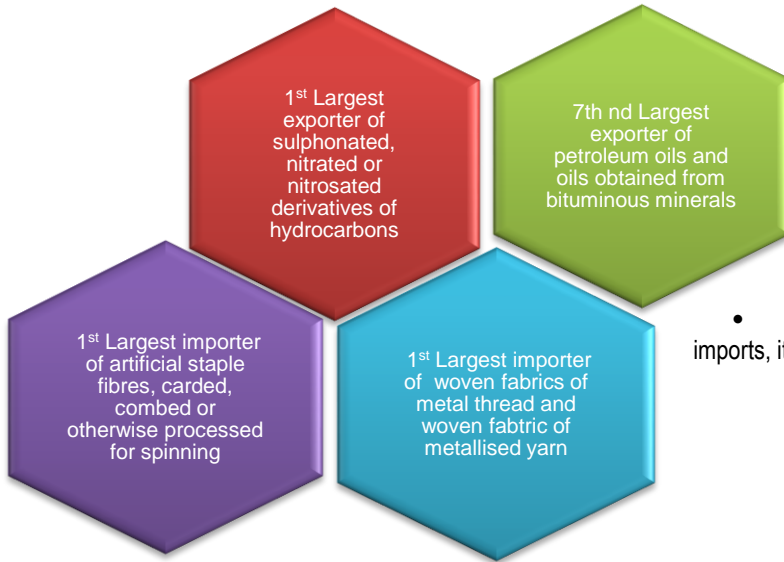 1st Largest
exporter of
sulphonated,
nitrated or
nitrosated
derivatives of
hydrocarbons
7th nd Largest
exporter of
petroleum oils and
oils obtained from
bituminous minerals
1st Largest importer
of artificial staple
fibres, carded,
combed or
otherwise processed
for spinning
1st Largest importer
of woven fabrics of
metal thread and
woven fabtric of
metallised yarn
•
imports,